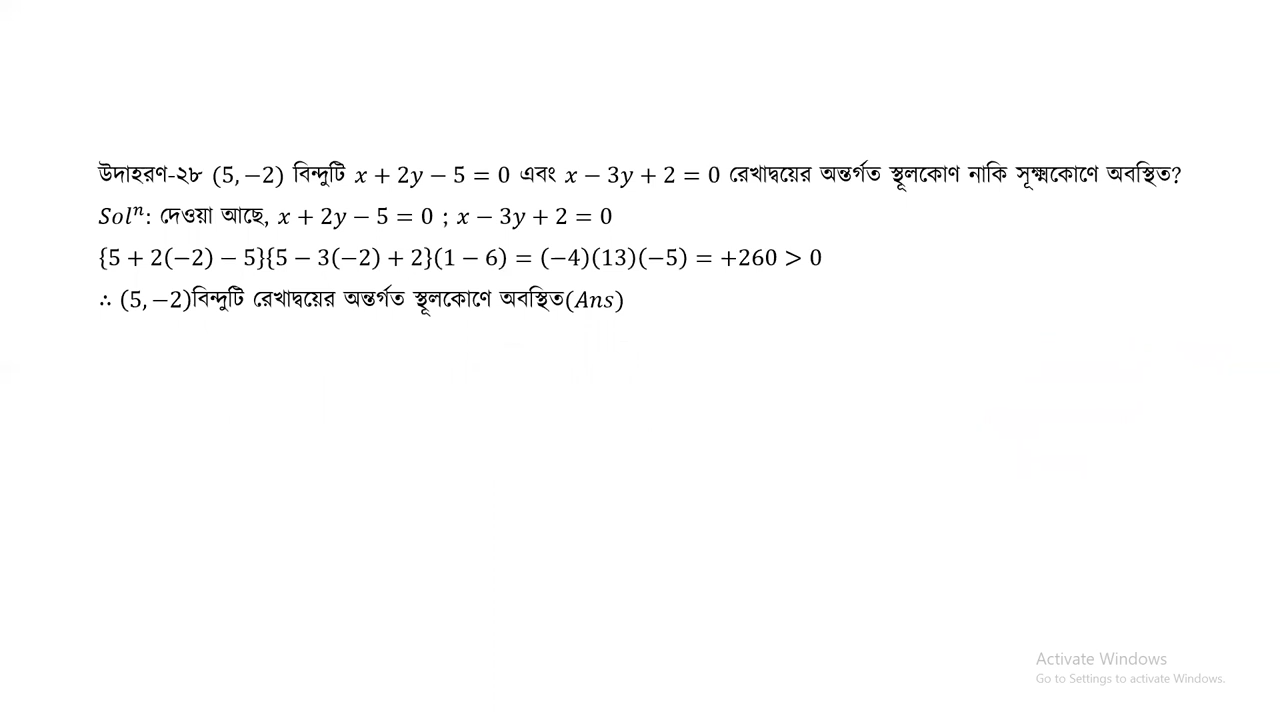 উদাহরণ-২৮ (5, −2) বিন্দুটি x + 2y − 5 = 0 এবং x − 3y + 2 = 0 রেখাদ্বয়ের অন্তর্গত স্থূলকোণ নাকি সূক্ষ্মকোণে অবস্থিত?
Solⁿ: দেওয়া আছে, x + 2y − 5 = 0 ; x − 3y + 2 = 0
{5 + 2(−2) − 5}{5 − 3(−2) + 2}(1 − 6) = (−4)(13)(−5) = +260 > 0
∴ (5, −2)বিন্দুটি রেখাদ্বয়ের অন্তর্গত স্থূলকোণে অবস্থিত(Ans)
Activate Windows
Go to Settings to activate Windows.